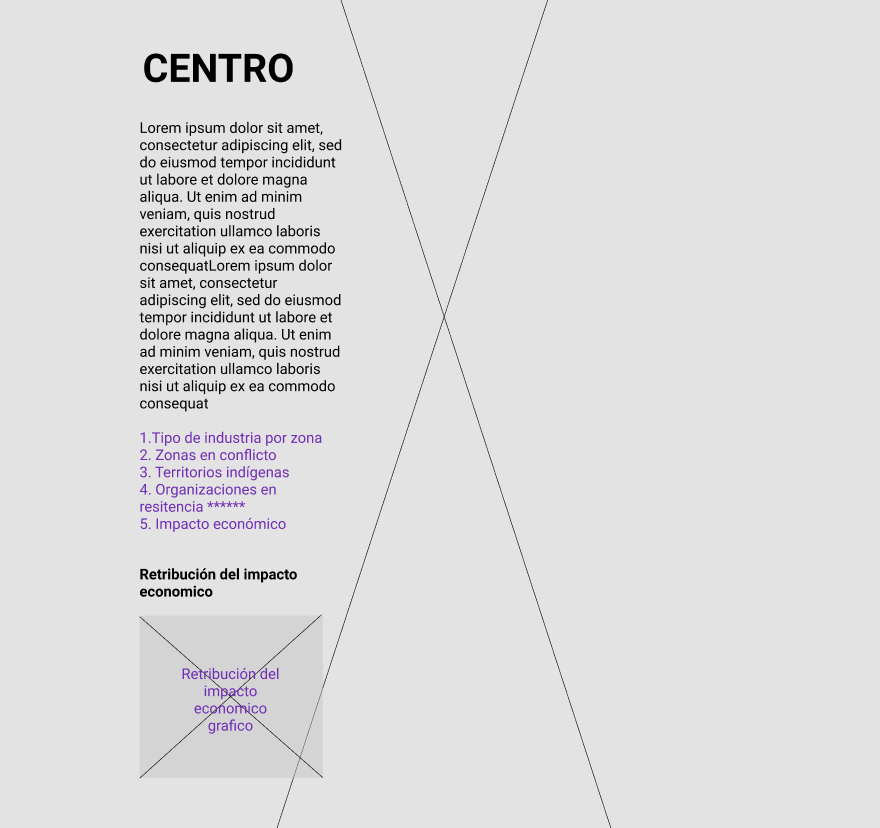 CENTRO
Lorem ipsum dolor sit amet,
consectetur adipiscing elit, sed
do eiusmod tempor incididunt
ut labore et dolore magna
aliqua. Ut enim ad minim
veniam, quis nostrud
exercitation ullamco laboris
nisi ut aliquip ex ea commodo
consequatLorem ipsum dolor
sit amet, consectetur
adipiscing elit, sed do eiusmod
tempor incididunt ut labore et
dolore magna aliqua. Ut enim
ad minim veniam, quis nostrud
exercitation ullamco laboris
nisi ut aliquip ex ea commodo
consequat
1.Tipo de industria por zona
2. Zonas en conflicto
3. Territorios indígenas
4. Organizaciones en
resitencia ******
5. Impacto económico
Retribución del impacto
economico
Retribución del
impacto
economico
grafico